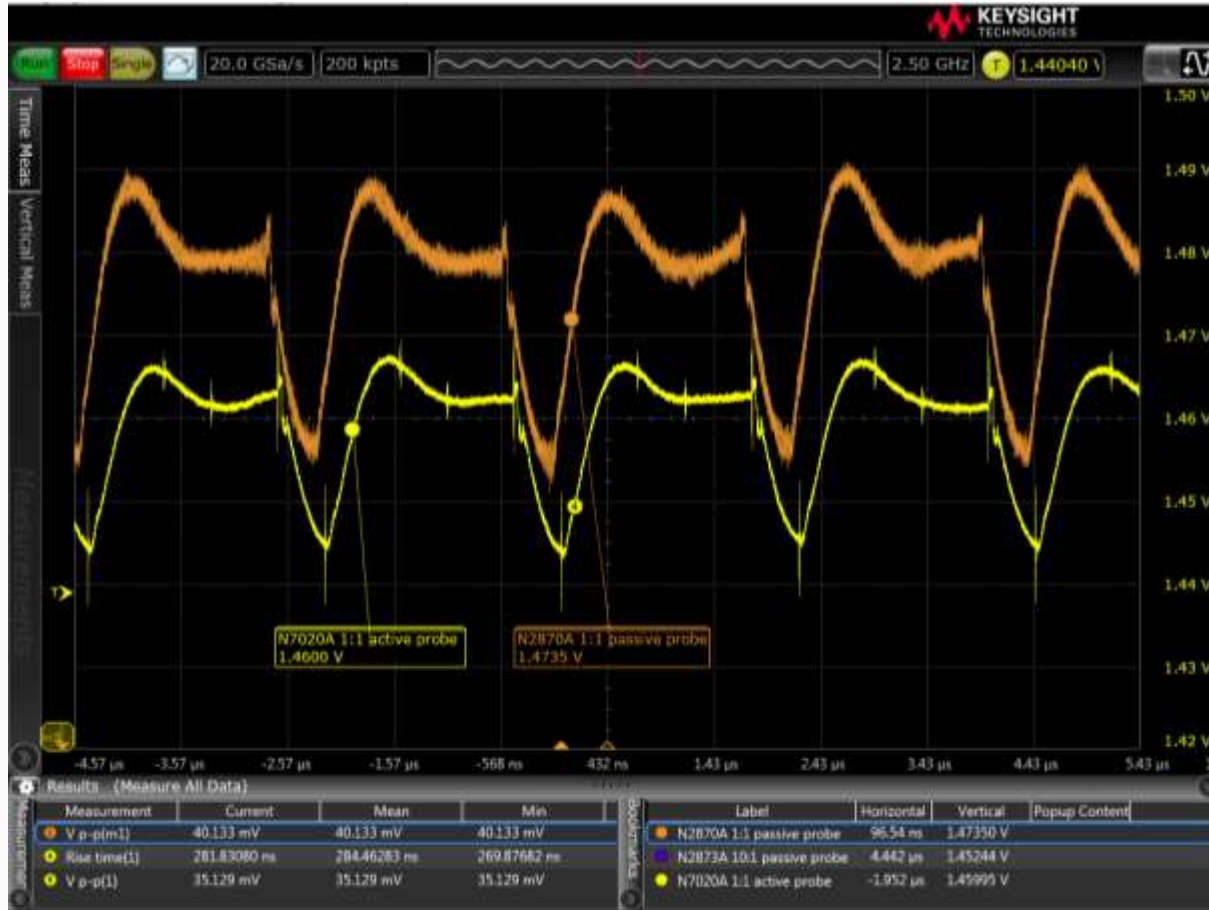 KEYSIGHT
TECHNOLOGIES
Run Stop Single 20.0 GSa/s 200 kpts 2.50 GHz T 1.44040 V
Time Meas
Vertical Meas
Measurements
1.50 V
1.49 V
1.48 V
1.47 V
1.46 V
1.45 V
1.44 V
1.43 V
1.42 V
T
N7020A 1:1 active probe
1.4600 V
N2870A 1:1 passive probe
1.4735 V
-4.57 µs -3.57 µs -2.57 µs -1.57 µs -568 ns 432 ns 1.43 µs 2.43 µs 3.43 µs 4.43 µs 5.43 µs
Results (Measure All Data)
Measurement Current Mean Min
V p-p(m1) 40.133 mV 40.133 mV 40.133 mV
Rise time(1) 281.83080 ns 284.46283 ns 269.87682 ns
V p-p(1) 35.129 mV 35.129 mV 35.129 mV
Bookmarks
Label Horizontal Vertical Popup Content
N2870A 1:1 passive probe 96.54 ns 1.47350 V
N2873A 10:1 passive probe 4.442 µs 1.45244 V
N7020A 1:1 active probe -1.952 µs 1.45995 V